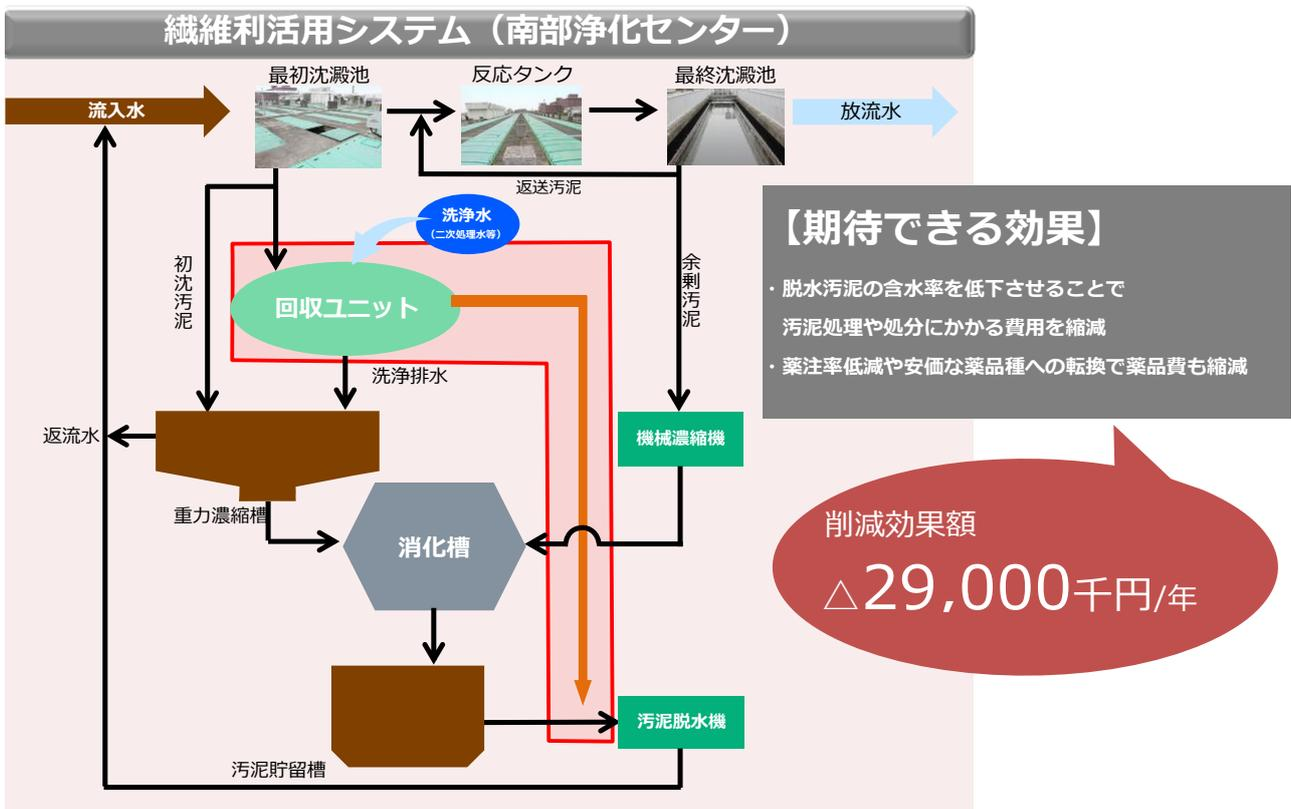 繊維利活用システム（南部浄化センター）
最初沈澱池
反応タンク
最終沈澱池
流入水
放流水
返送汚泥
洗浄水
（二次処理水等）
初沈汚泥
余剰汚泥
回収ユニット
洗浄排水
【期待できる効果】
・脱水汚泥の含水率を低下させることで
汚泥処理や処分にかかる費用を縮減
・薬注率低減や安価な薬品種への転換で薬品費も縮減
返流水
機械濃縮機
重力濃縮槽
消化槽
削減効果額
△29,000千円/年
汚泥脱水機
汚泥貯留槽